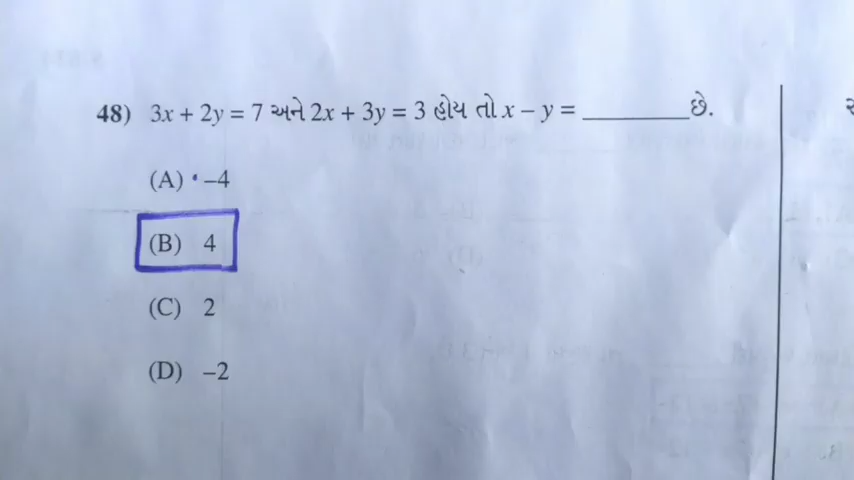 48) 3x + 2y = 7 અને 2x + 3y = 3 હોય તો x – y = ________ છે.
(A) –4
(B) 4
(C) 2
(D) –2